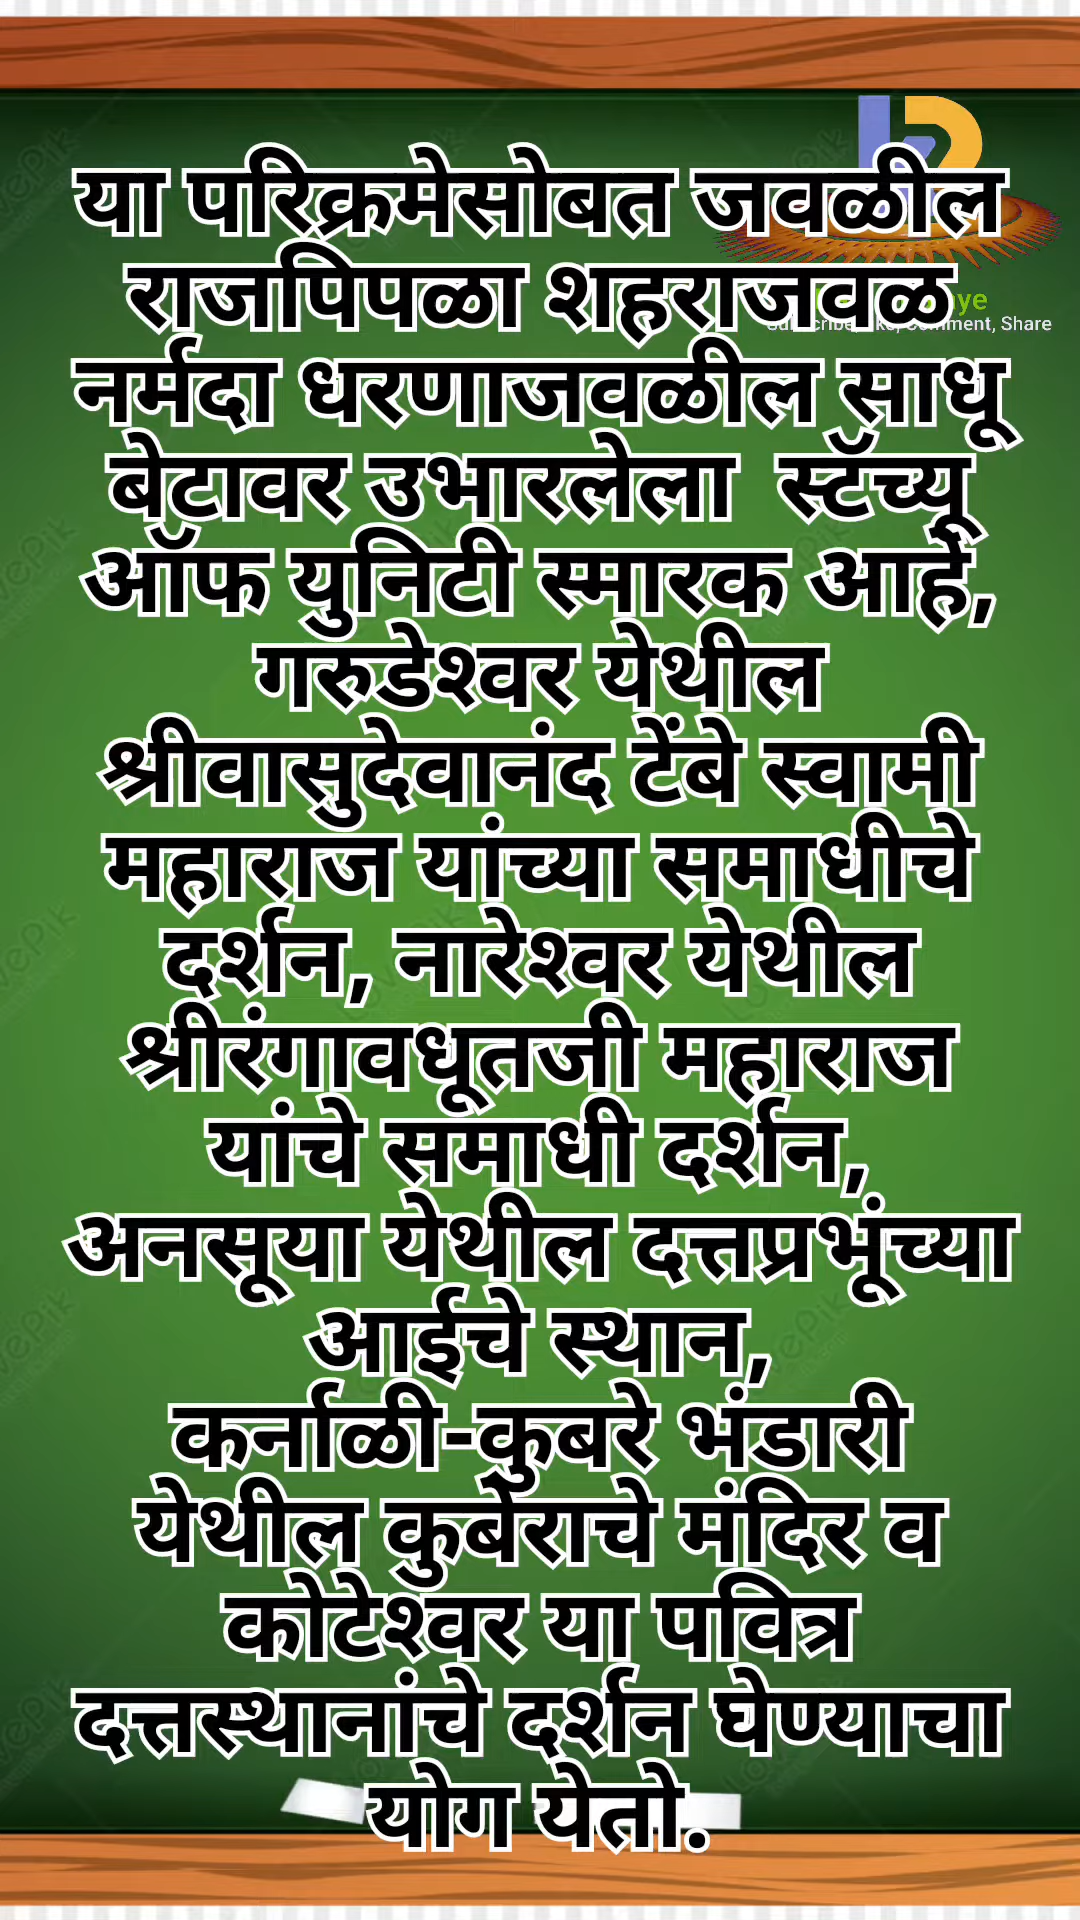 या परिक्रमेसोबत जवळील
राजपिपळा शहराजवळ
नर्मदा धरणाजवळील साधू
बेटावर उभारलेला स्टॅच्यू
ऑफ युनिटी स्मारक आहे,
गरुडेश्वर येथील
श्रीवासुदेवानंद टेंबे स्वामी
महाराज यांच्या समाधीचे
दर्शन, नारेश्वर येथील
श्रीरंगावधूतजी महाराज
यांचे समाधी दर्शन,
अनसूया येथील दत्तप्रभूंच्या
आईचे स्थान,
कर्नाळी-कुबरे भंडारी
येथील कुबेराचे मंदिर व
कोटेश्वर या पवित्र
दत्तस्थानांचे दर्शन घेण्याचा
योग येतो.
Comment, Share